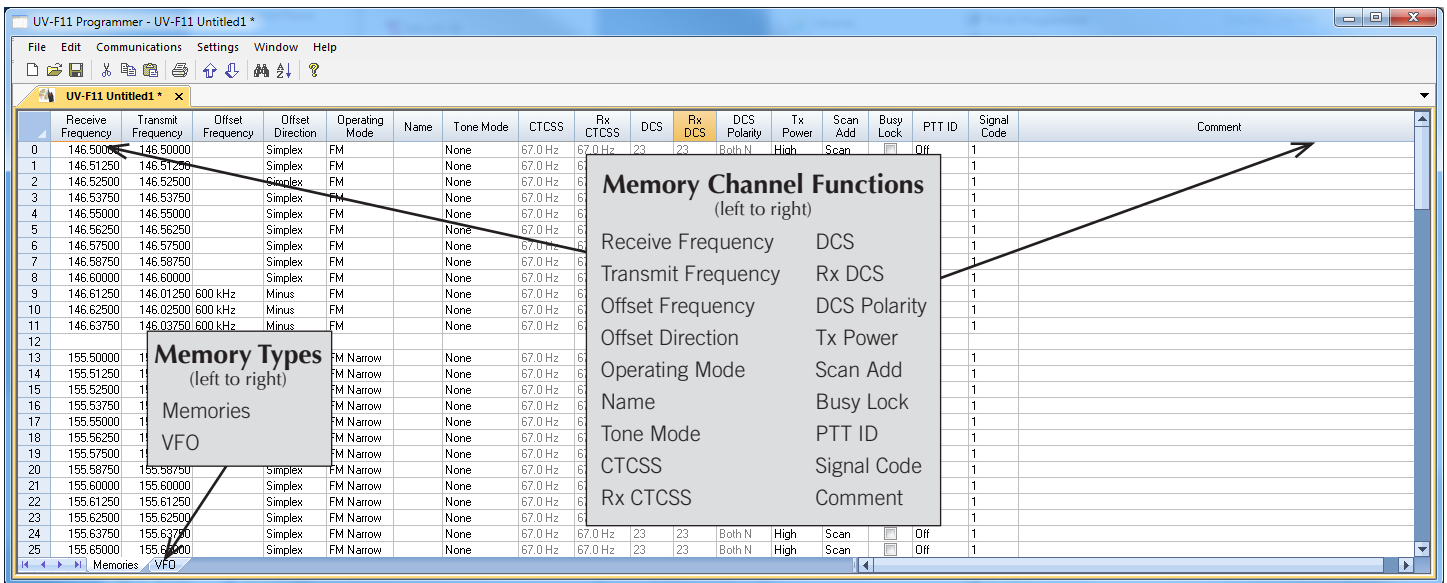 UV-F11 Programmer - UV-F11 Untitled1 *
File Edit Communications Settings Window Help
UV-F11 Untitled1 *
Receive Frequency Transmit Frequency Offset Frequency Offset Direction Operating Mode Name Tone Mode CTCSS Rx CTCSS DCS Rx DCS DCS Polarity Tx Power Scan Add Busy Lock PTT ID Signal Code Comment
0 146.50000 146.50000 Simplex FM None 67.0 Hz 67.0 Hz 23 23 Both N High Scan Off 1
1 146.51250 146.51250 Simplex FM None 67.0 Hz 1
2 146.52500 146.52500 Simplex FM None 67.0 Hz 1
3 146.53750 146.53750 Simplex FM None 67.0 Hz 1
4 146.55000 146.55000 Simplex FM None 67.0 Hz 1
5 146.56250 146.56250 Simplex FM None 67.0 Hz 1
6 146.57500 146.57500 Simplex FM None 67.0 Hz 1
7 146.58750 146.58750 Simplex FM None 67.0 Hz 1
8 146.60000 146.60000 Simplex FM None 67.0 Hz 1
9 146.61250 146.01250 600 kHz Minus FM None 67.0 Hz 1
10 146.62500 146.02500 600 kHz Minus FM None 67.0 Hz 1
11 146.63750 146.03750 600 kHz Minus FM None 67.0 Hz 1
12
13 155.50000 FM Narrow None 67.0 Hz 1
14 155.51250 FM Narrow None 67.0 Hz 1
15 155.52500 FM Narrow None 67.0 Hz 1
16 155.53750 FM Narrow None 67.0 Hz 1
17 155.55000 FM Narrow None 67.0 Hz 1
18 155.56250 FM Narrow None 67.0 Hz 1
19 155.57500 FM Narrow None 67.0 Hz 1
20 155.58750 155.58750 Simplex FM Narrow None 67.0 Hz 1
21 155.60000 155.60000 Simplex FM Narrow None 67.0 Hz 1
22 155.61250 155.61250 Simplex FM Narrow None 67.0 Hz 1
23 155.62500 155.62500 Simplex FM Narrow None 67.0 Hz 1
24 155.63750 155.63750 Simplex FM Narrow None 67.0 Hz 67.0 Hz 23 23 Both N High Scan Off 1
25 155.65000 155.65000 Simplex FM Narrow None 67.0 Hz 67.0 Hz 23 23 Both N High Scan Off 1
Memories VFO
Memory Types
(left to right)
Memories
VFO
Memory Channel Functions
(left to right)
Receive Frequency DCS
Transmit Frequency Rx DCS
Offset Frequency DCS Polarity
Offset Direction Tx Power
Operating Mode Scan Add
Name Busy Lock
Tone Mode PTT ID
CTCSS Signal Code
Rx CTCSS Comment